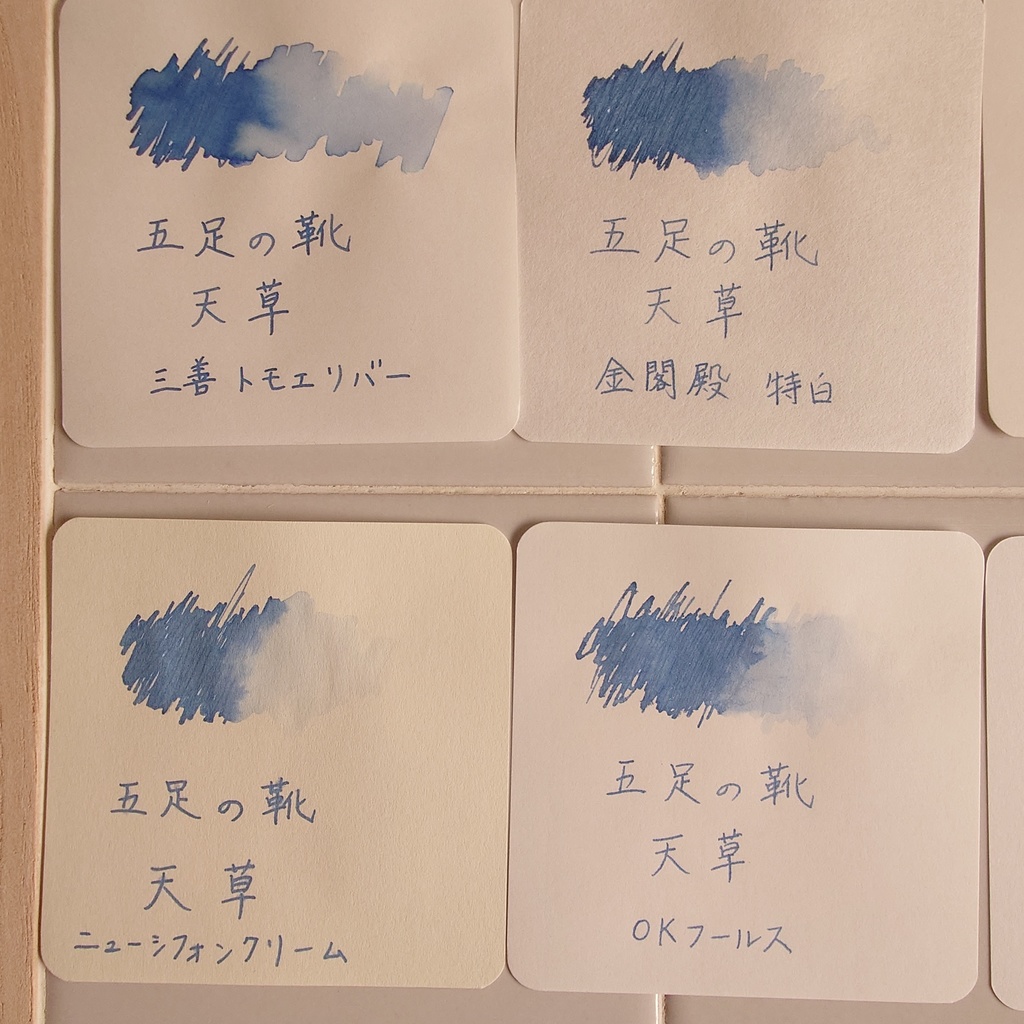 五足の靴
天草
三善トモエリバー
五足の靴
天草
金閣殿 特白
五足の靴
天草
ニューシフォンクリーム
五足の靴
天草
OKフールス